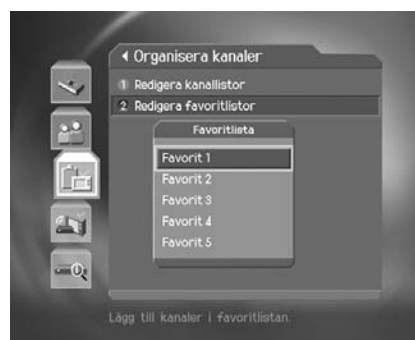 Organisera kanaler
1 Redigera kanallistor
2 Redigera favoritlistor
Favoritlista
Favorit 1
Favorit 2
Favorit 3
Favorit 4
Favorit 5
Lägg till kanaler i favoritlistan.